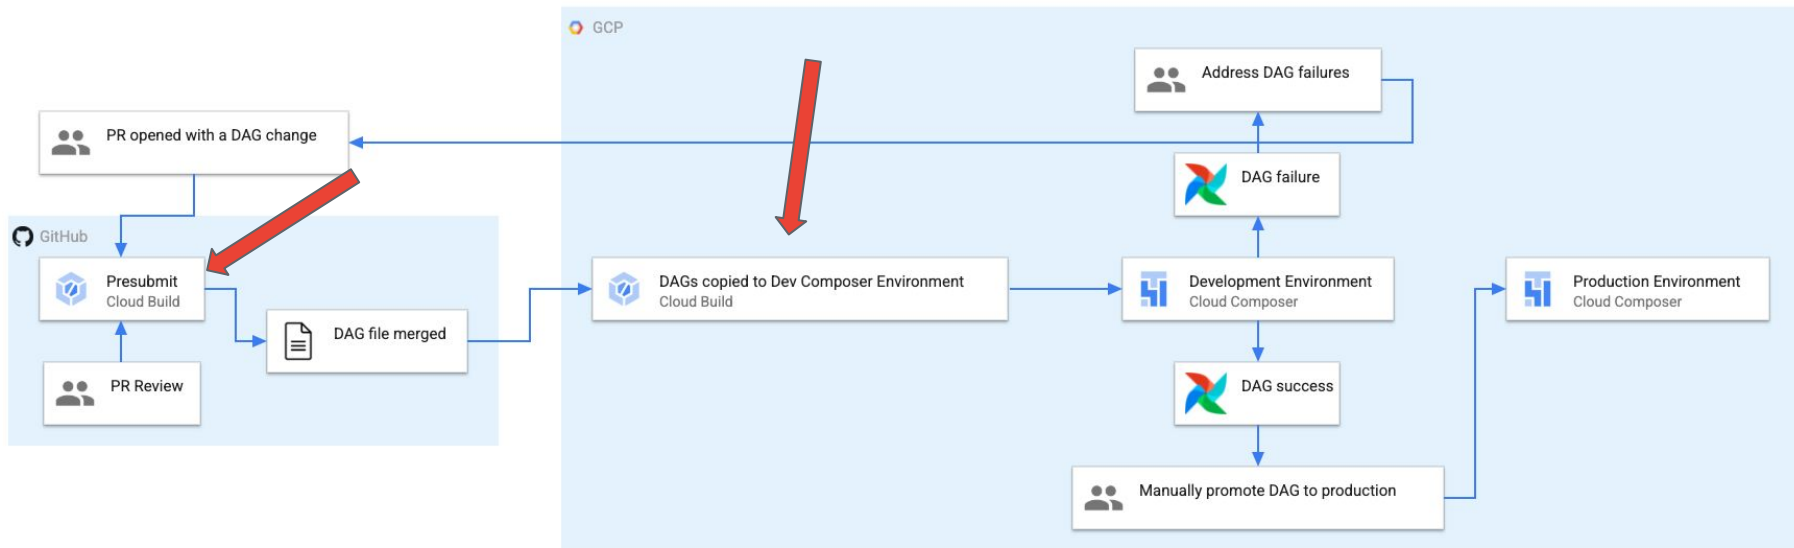 GCP
Address DAG failures
PR opened with a DAG change
DAG failure
GitHub
Presubmit
Cloud Build
DAGs copied to Dev Composer Environment
Cloud Build
Development Environment
Cloud Composer
Production Environment
Cloud Composer
DAG file merged
PR Review
DAG success
Manually promote DAG to production